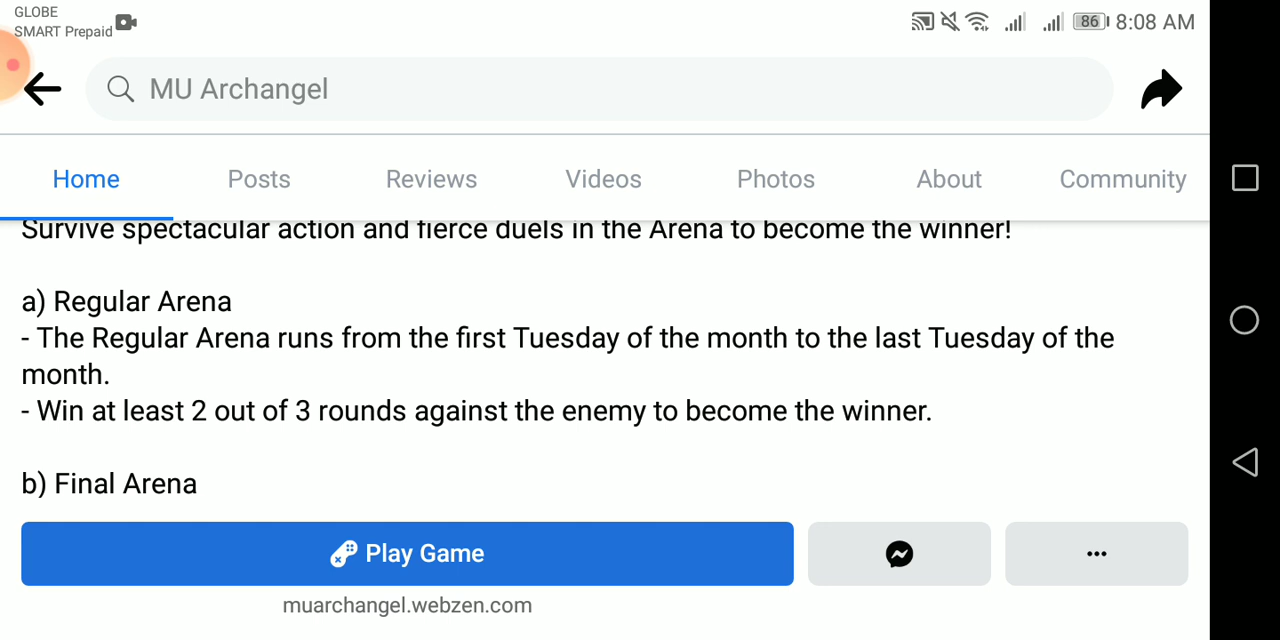 GLOBE
SMART Prepaid
86 8:08 AM
MU Archangel
Home Posts Reviews Videos Photos About Community
Survive spectacular action and fierce duels in the Arena to become the winner!
a) Regular Arena
- The Regular Arena runs from the first Tuesday of the month to the last Tuesday of the
month.
- Win at least 2 out of 3 rounds against the enemy to become the winner.
b) Final Arena
Play Game
muarchangel.webzen.com